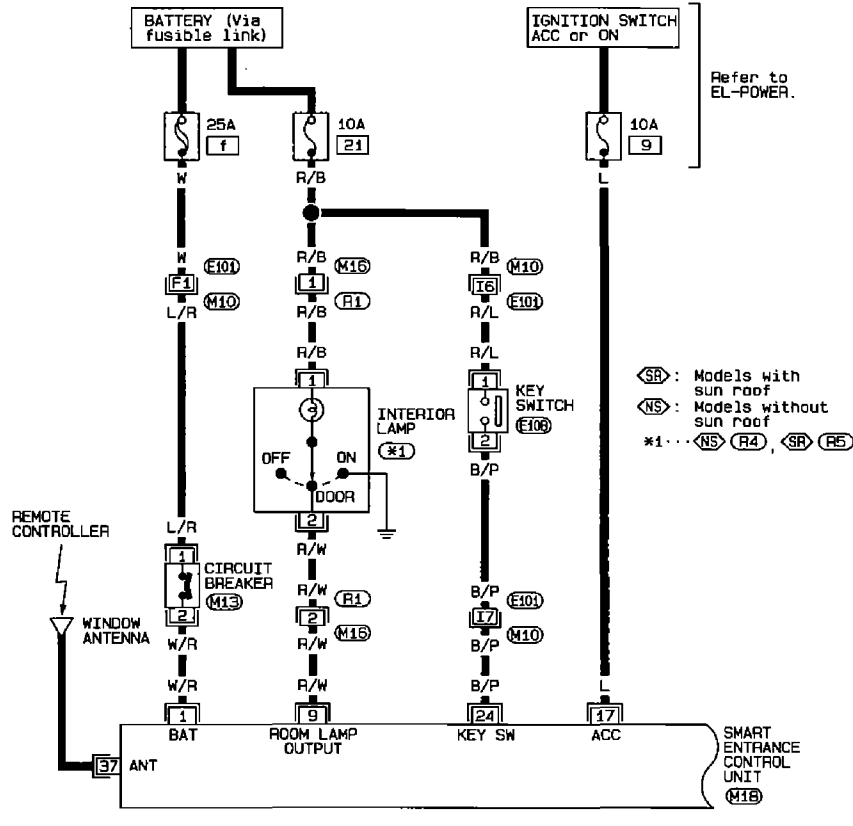 BATTERY (Via
fusible link)
IGNITION SWITCH
ACC or ON
Refer to
EL-POWER.
25A
f
10A
21
10A
9
W
R/B
L
W
E101
R/B
M16
R/B
M10
F1
1
I6
L/R
M10
R/B
R1
R/L
E101
R/B
R/L
1
1
KEY
SWITCH
E108
INTERIOR
LAMP
*1
OFF
ON
DOOR
2
2
B/P
SR : Models with
sun roof
NS : Models without
sun roof
*1 ··· NS R4 , SR R5
REMOTE
CONTROLLER
L/R
R/W
1
CIRCUIT
BREAKER
M13
2
R/W
R1
B/P
E101
WINDOW
ANTENNA
2
M16
I7
M10
W/R
R/W
B/P
W/R
R/W
B/P
L
1
9
24
17
BAT
ROOM LAMP
OUTPUT
KEY SW
ACC
37
ANT
SMART
ENTRANCE
CONTROL
UNIT
M18